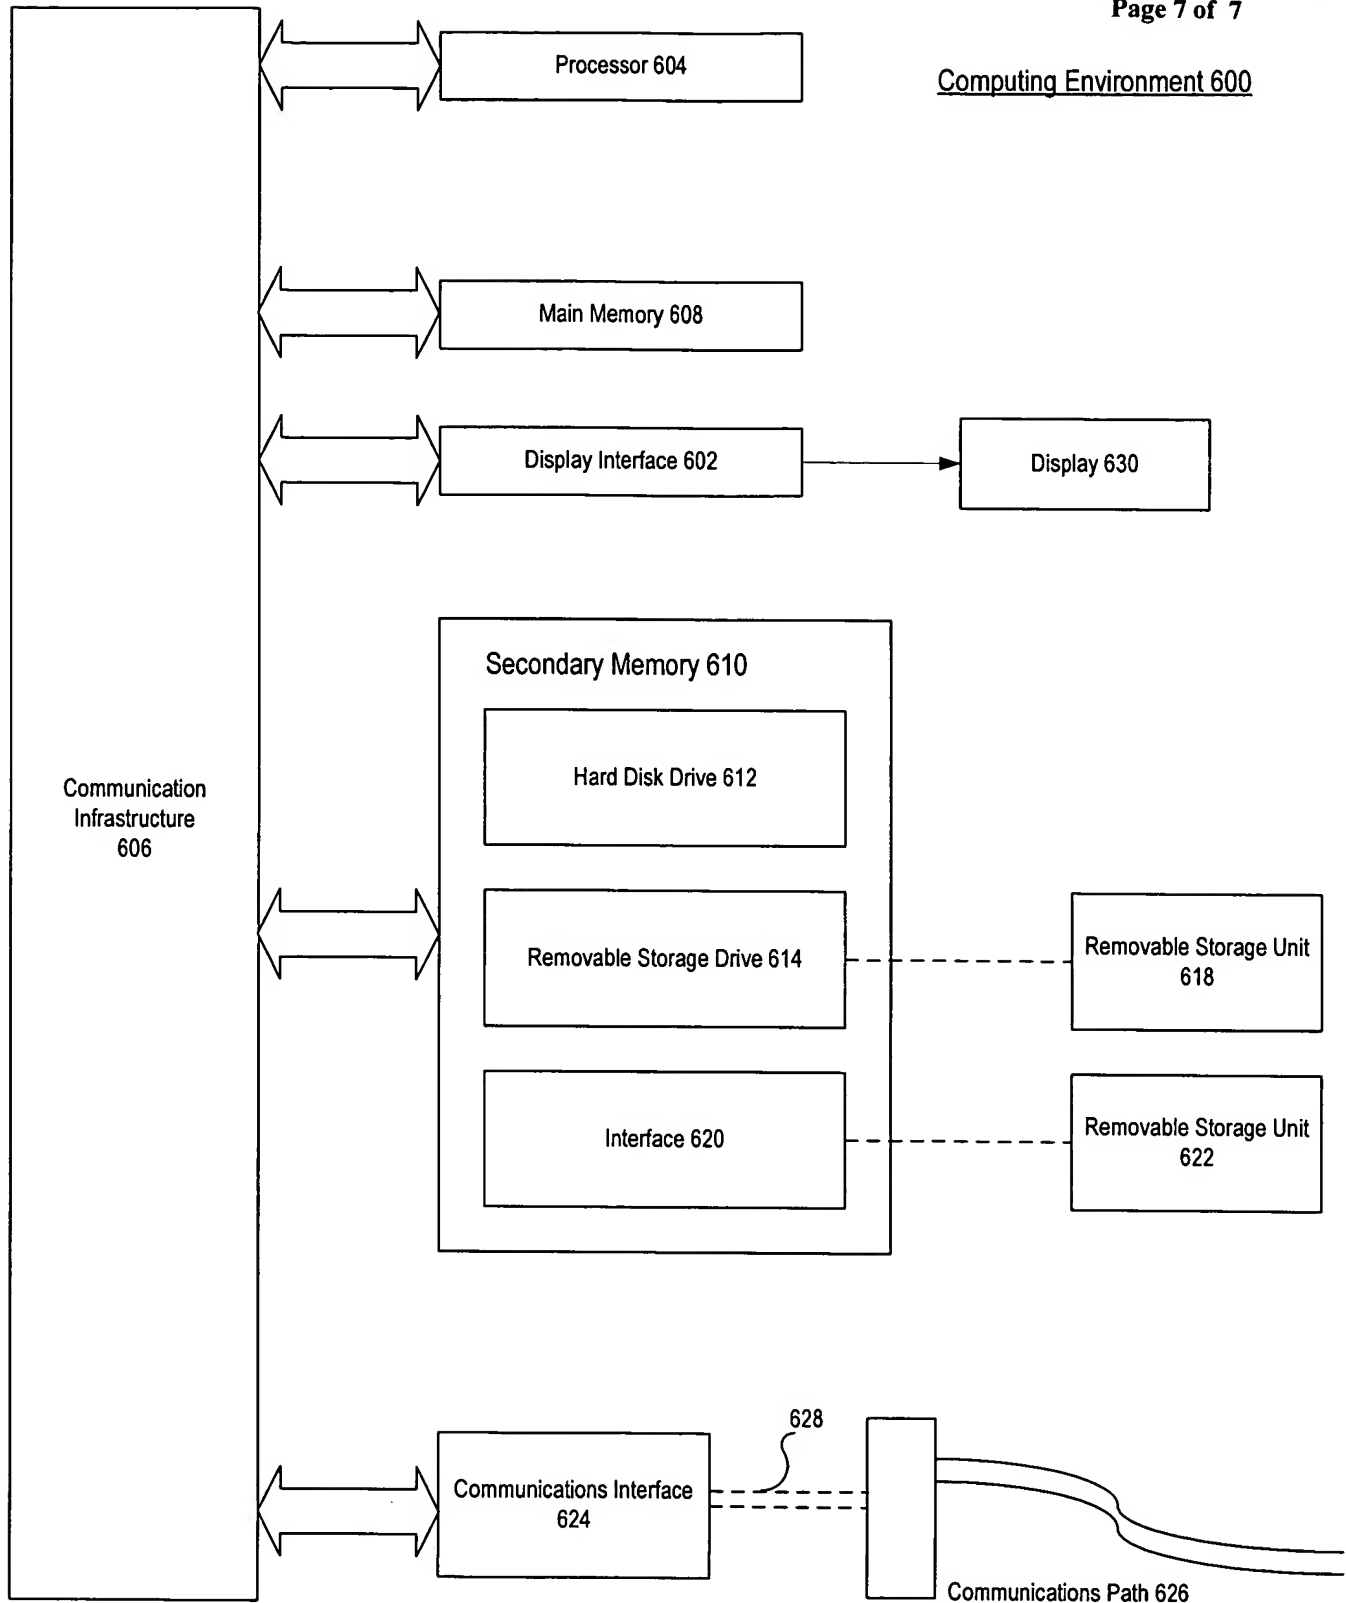 Page 7 of 7
Computing Environment 600
Processor 604
Main Memory 608
Display Interface 602
Display 630
Secondary Memory 610
Hard Disk Drive 612
Communication
Infrastructure
606
Removable Storage Drive 614
Removable Storage Unit
618
Interface 620
Removable Storage Unit
622
628
Communications Interface
624
Communications Path 626